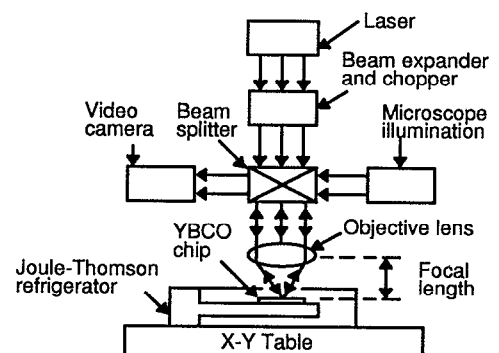 Laser
Beam expander
and chopper
Video
camera
Beam
splitter
Microscope
illumination
YBCO
chip
Objective lens
Joule-Thomson
refrigerator
Focal
length
X-Y Table